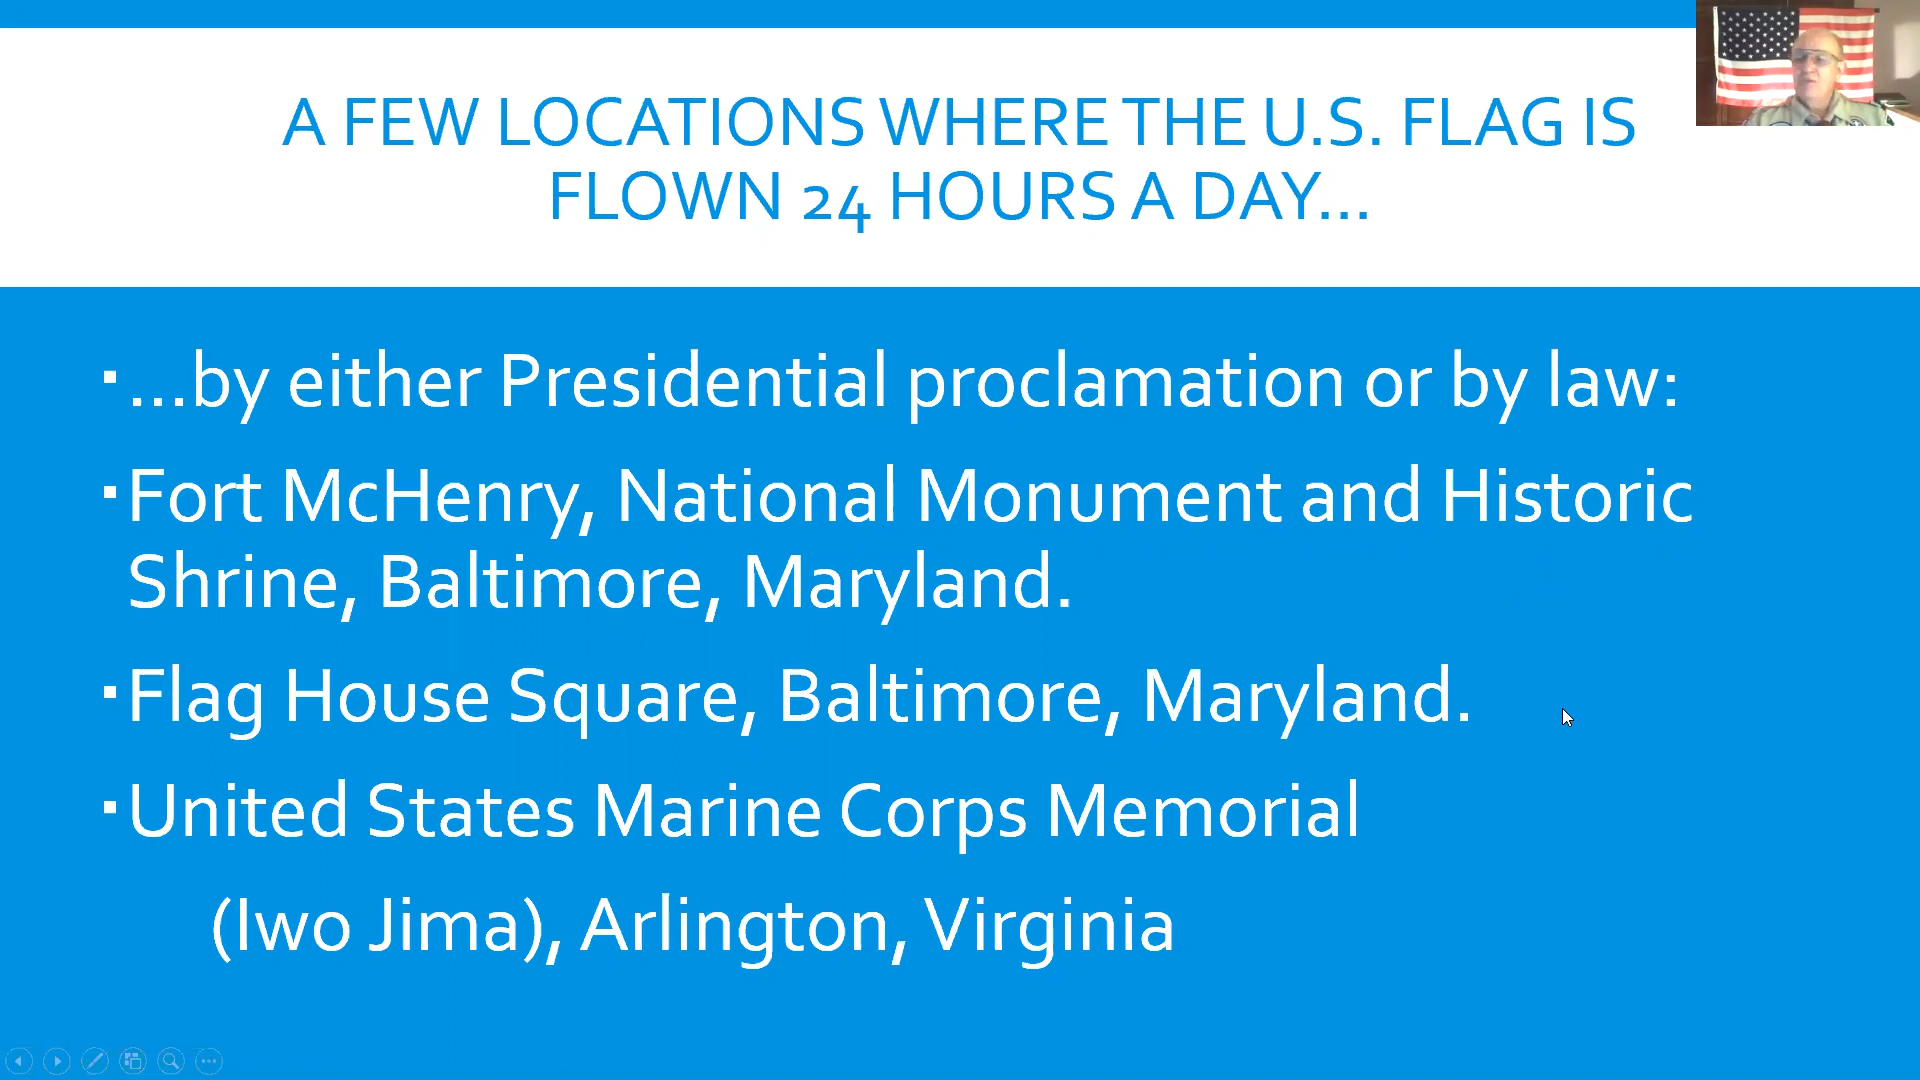 A FEW LOCATIONS WHERE THE U.S. FLAG IS
FLOWN 24 HOURS A DAY...
...by either Presidential proclamation or by law:
Fort McHenry, National Monument and Historic
Shrine, Baltimore, Maryland.
Flag House Square, Baltimore, Maryland.
United States Marine Corps Memorial
(Iwo Jima), Arlington, Virginia